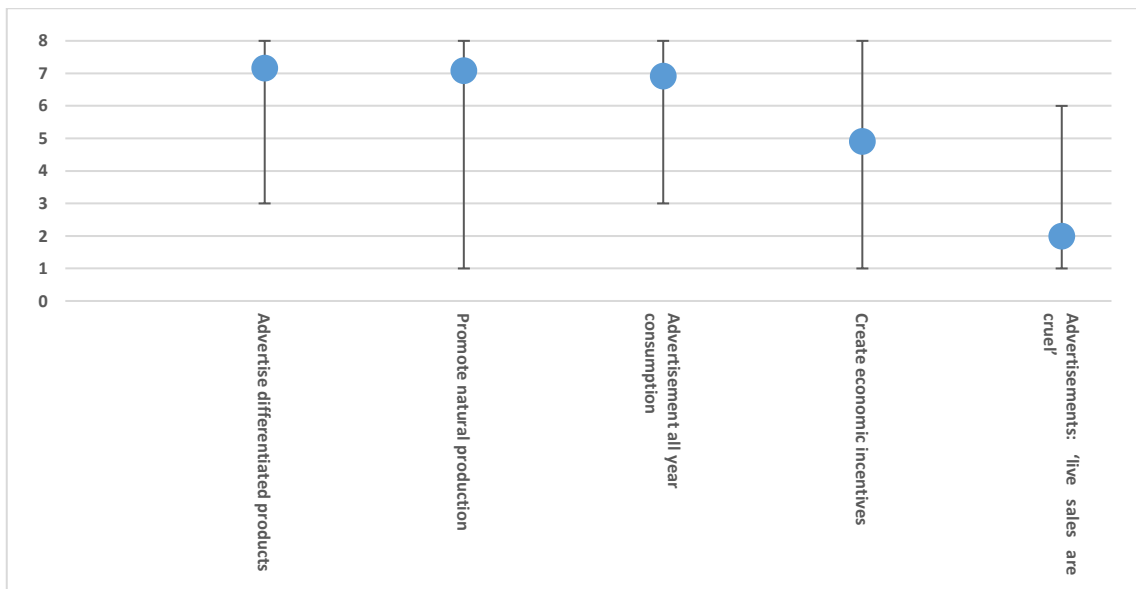 8
7
6
5
4
3
2
1
0
Advertise differentiated products
Promote natural production
Advertisement all year
consumption
Create economic incentives
Advertisements: ‘live sales are
cruel’